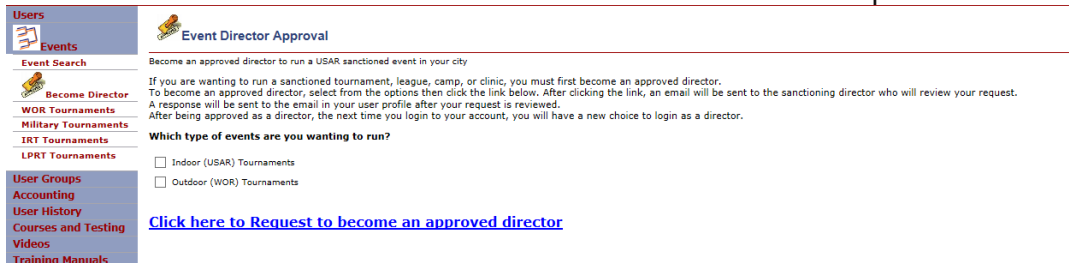 Users
Events
Event Search
Become Director
WOR Tournaments
Military Tournaments
IRT Tournaments
LPRT Tournaments
User Groups
Accounting
User History
Courses and Testing
Videos
Training Manuals
Event Director Approval
Become an approved director to run a USAR sanctioned event in your city
If you are wanting to run a sanctioned tournament, league, camp, or clinic, you must first become an approved director.
To become an approved director, select from the options then click the link below. After clicking the link, an email will be sent to the sanctioning director who will review your request.
A response will be sent to the email in your user profile after your request is reviewed.
After being approved as a director, the next time you login to your account, you will have a new choice to login as a director.
Which type of events are you wanting to run?
Indoor (USAR) Tournaments
Outdoor (WOR) Tournaments
Click here to Request to become an approved director